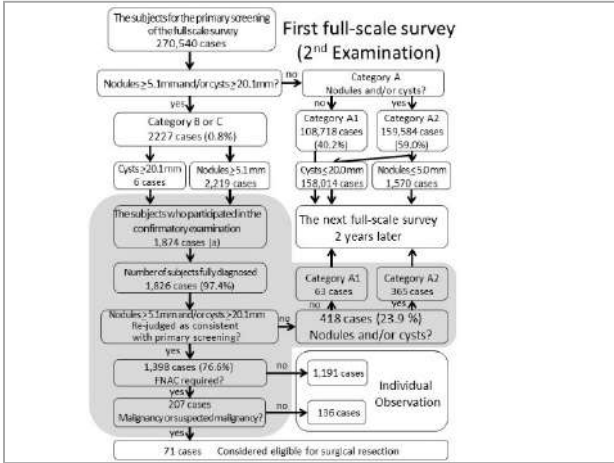 The subjects for the primary screening
of the full scale survey
270,540 cases
First full-scale survey
(2nd Examination)
Nodules≥5.1mm and/or cysts≥20.1mm?
no
Category A
Nodules and/or cysts?
yes
no
yes
Category B or C
2227 cases (0.8%)
Category A1
108,718 cases
(40.2%)
Category A2
159,584 cases
(59.0%)
Cysts≥20.1mm
6 cases
Nodules≥5.1mm
2,219 cases
Cysts≤20.0mm
158,014 cases
Nodules≤5.0mm
1,570 cases
The subjects who participated in the
confirmatory examination
1,874 cases (a)
The next full-scale survey
2 years later
Number of subjects fully diagnosed
1,826 cases (97.4%)
Category A1
63 cases
Category A2
365 cases
no
yes
Nodules≥5.1mm and/or cysts≥20.1mm
Re-judged as consistent
with primary screening?
no
418 cases (23.9 %)
Nodules and/or cysts?
yes
1,398 cases (76.6%)
FNAC required?
no
1,191 cases
Individual
Observation
yes
207 cases
Malignancy or suspected malignancy?
no
136 cases
yes
71 cases Considered eligible for surgical resection